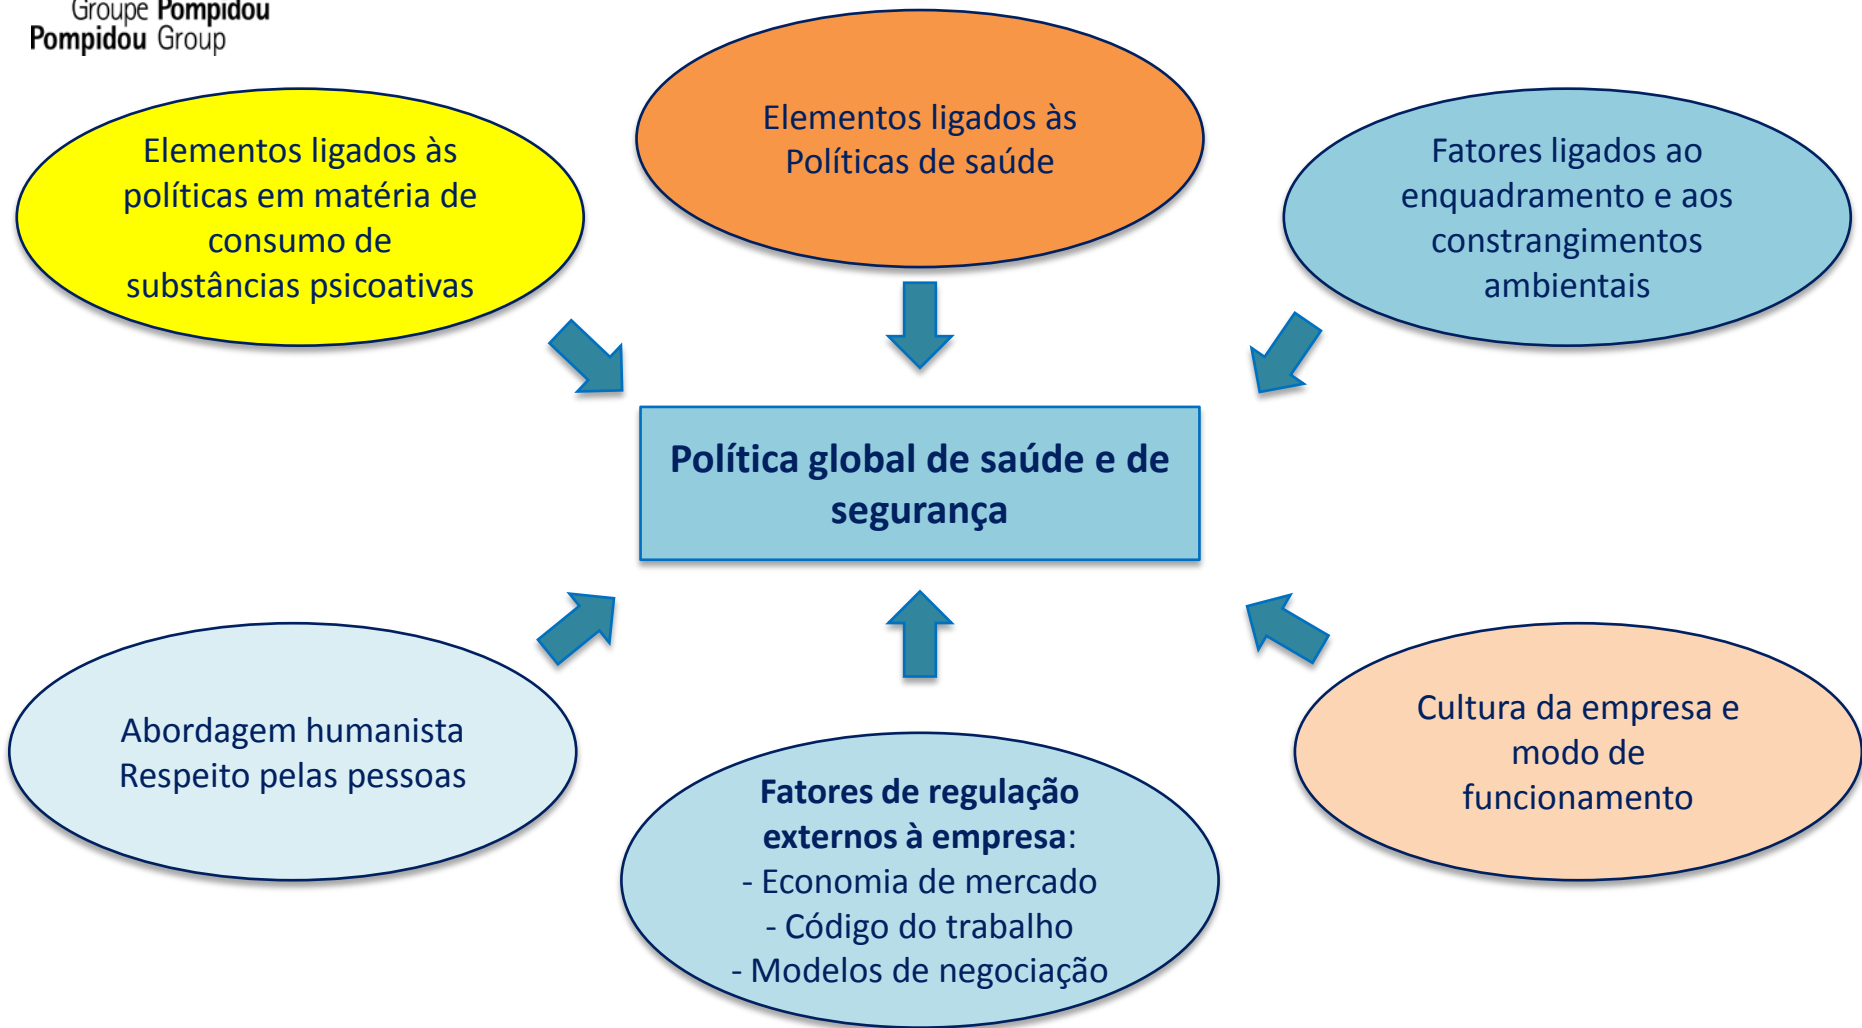 Groupe Pompidou
Pompidou Group
Elementos ligados às
políticas em matéria de
consumo de
substâncias psicoativas
Elementos ligados às
Políticas de saúde
Fatores ligados ao
enquadramento e aos
constrangimentos
ambientais
Política global de saúde e de
segurança
Abordagem humanista
Respeito pelas pessoas
Fatores de regulação
externos à empresa:
- Economia de mercado
- Código do trabalho
- Modelos de negociação
Cultura da empresa e
modo de
funcionamento